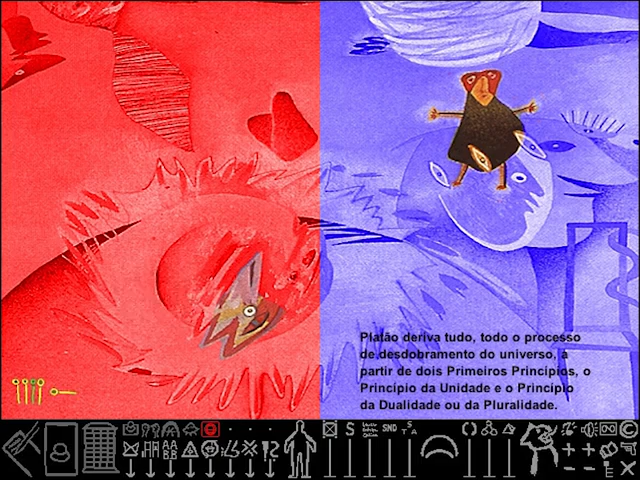 Platão deriva tudo, todo o processo
de desdobramento do universo, à
partir de dois Primeiros Princípios, o
Princípio da Unidade e o Princípio
da Dualidade ou da Pluralidade.
S
SND
©